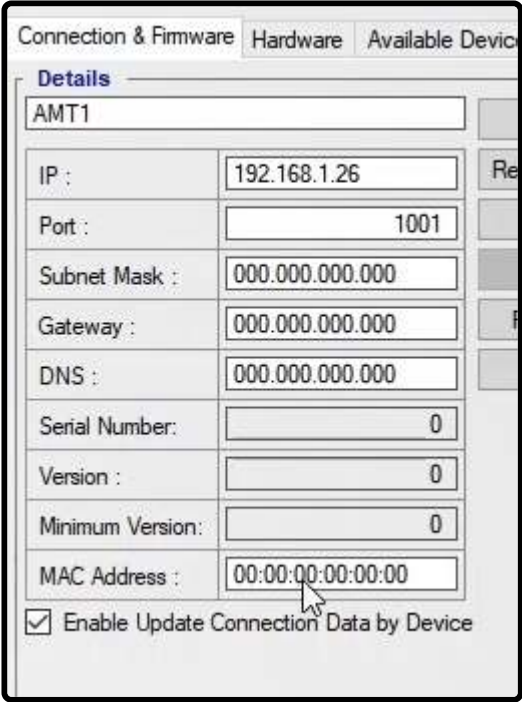 Connection & Firmware Hardware Available
Details
AMT1
IP : 192.168.1.26
Port : 1001
Subnet Mask : 000.000.000.000
Gateway : 000.000.000.000
DNS : 000.000.000.000
Serial Number: 0
Version : 0
Minimum Version: 0
MAC Address : 00:00:00:00:00:00
Enable Update Connection Data by Device